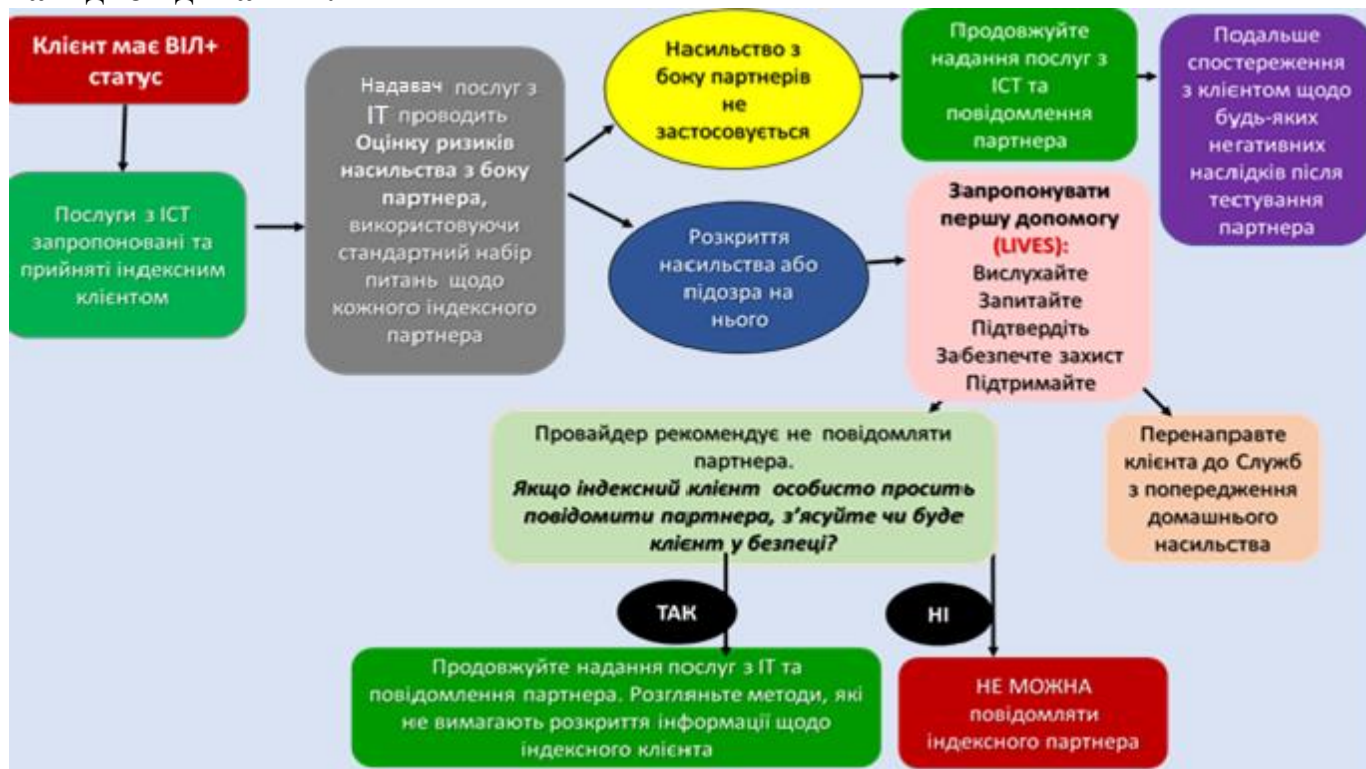 Клієнт має ВІЛ+
статус
Послуги з ІСТ
запропоновані та
прийняті індексним
клієнтом
Надавач послуг з
ІТ проводить
Оцінку ризиків
насильства з боку
партнера,
використовуючи
стандартний набір
питань щодо
кожного індексного
партнера
Насильство з
боку партнерів
не
застосовується
Продовжуйте
надання послуг з
ІСТ та
повідомлення
партнера
Подальше
спостереження
з клієнтом щодо
будь-яких
негативних
наслідків після
тестування
партнера
Розкриття
насильства або
підозра на
нього
Запропонувати
першу допомогу
(LIVES):
Вислухайте
Запитайте
Підтвердіть
Забезпечте захист
Підтримайте
Провайдер рекомендує не повідомляти
партнера.
Якщо індексний клієнт особисто просить
повідомити партнера, з’ясуйте чи буде
клієнт у безпеці?
Перенаправте
клієнта до Служб
з попередження
домашнього
насильства
ТАК
НІ
Продовжуйте надання послуг з ІТ та
повідомлення партнера. Розгляньте методи, які
не вимагають розкриття інформації щодо
індексного клієнта
НЕ МОЖНА
повідомляти
індексного партнера